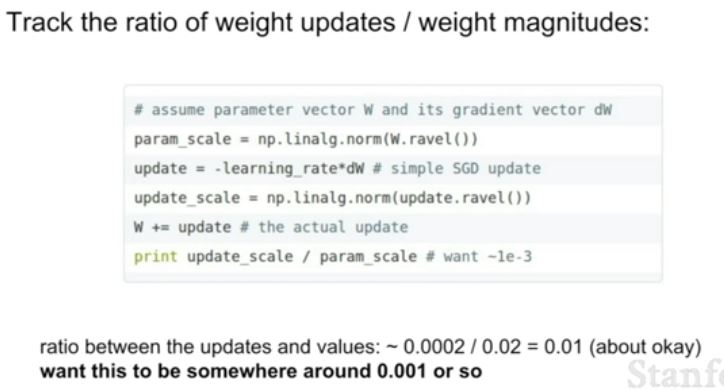 Track the ratio of weight updates / weight magnitudes:
# assume parameter vector W and its gradient vector dW
param_scale = np.linalg.norm(W.ravel())
update = -learning_rate*dW # simple SGD update
update_scale = np.linalg.norm(update.ravel())
W += update # the actual update
print update_scale / param_scale # want ~1e-3
ratio between the updates and values: ~ 0.0002 / 0.02 = 0.01 (about okay)
want this to be somewhere around 0.001 or so